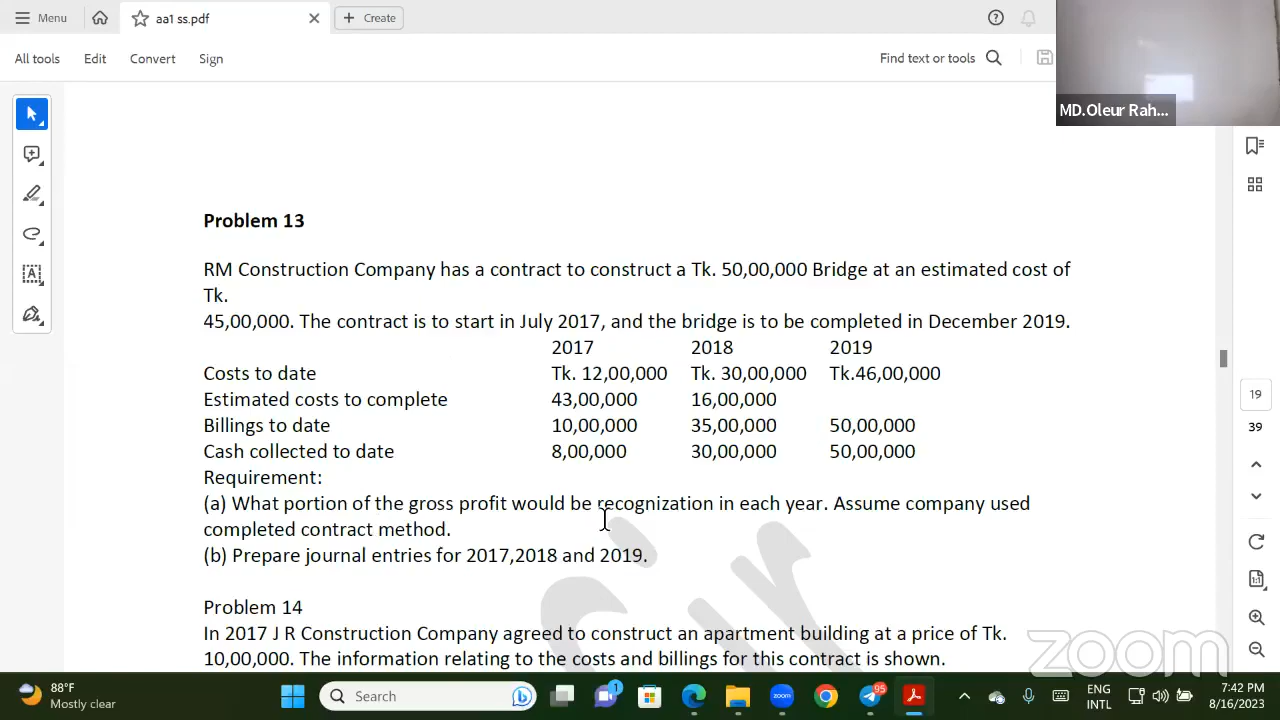 Menu
aa1 ss.pdf
Create
All tools
Edit
Convert
Sign
Find text or tools
MD.Oleur Rah...
Problem 13
RM Construction Company has a contract to construct a Tk. 50,00,000 Bridge at an estimated cost of
Tk.
45,00,000. The contract is to start in July 2017, and the bridge is to be completed in December 2019.
2017 2018 2019
Costs to date Tk. 12,00,000 Tk. 30,00,000 Tk.46,00,000
Estimated costs to complete 43,00,000 16,00,000
Billings to date 10,00,000 35,00,000 50,00,000
Cash collected to date 8,00,000 30,00,000 50,00,000
Requirement:
(a) What portion of the gross profit would be recognization in each year. Assume company used
completed contract method.
(b) Prepare journal entries for 2017,2018 and 2019.
Problem 14
In 2017 J R Construction Company agreed to construct an apartment building at a price of Tk.
10,00,000. The information relating to the costs and billings for this contract is shown.
Sir
19
39
1:1
zoom
88°F
Mostly clear
Search
1
zoom
95
ENG
INTL
7:42 PM
8/16/2023